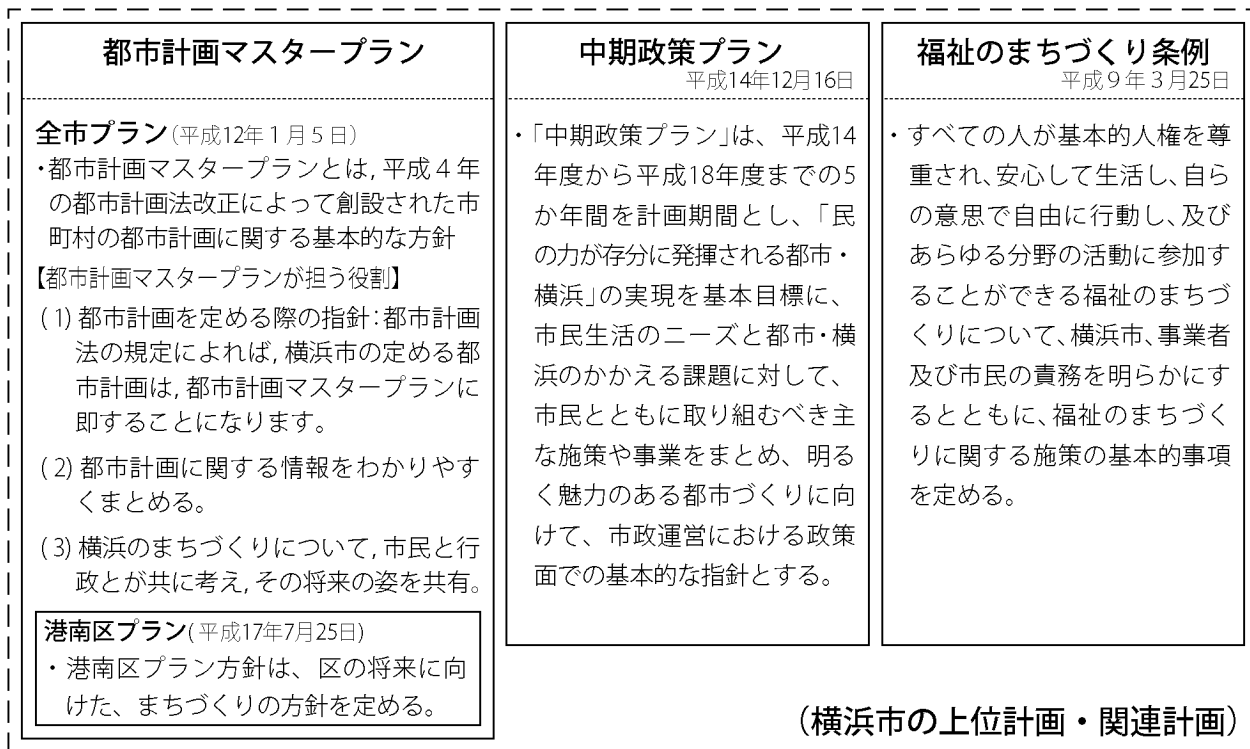 都市計画マスタープラン
全市プラン(平成12年1月5日)
・都市計画マスタープランとは,平成4年
の都市計画法改正によって創設された市
町村の都市計画に関する基本的な方針
【都市計画マスタープランが担う役割】
(1)都市計画を定める際の指針:都市計画
法の規定によれば,横浜市の定める都
市計画は,都市計画マスタープランに
即することになります。
(2)都市計画に関する情報をわかりやす
くまとめる。
(3)横浜のまちづくりについて,市民と行
政とが共に考え,その将来の姿を共有。
港南区プラン(平成17年7月25日)
・港南区プラン方針は、区の将来に向
けた、まちづくりの方針を定める。
中期政策プラン
平成14年12月16日
・「中期政策プラン」は、平成14
年度から平成18年度までの5
か年間を計画期間とし、「民
の力が存分に発揮される都市・
横浜」の実現を基本目標に、
市民生活のニーズと都市・横
浜のかかえる課題に対して、
市民とともに取り組むべき主
な施策や事業をまとめ、明る
く魅力のある都市づくりに向
けて、市政運営における政策
面での基本的な指針とする。
福祉のまちづくり条例
平成9年3月25日
・すべての人が基本的人権を尊
重され、安心して生活し、自ら
の意思で自由に行動し、及び
あらゆる分野の活動に参加す
ることができる福祉のまちづ
くりについて、横浜市、事業者
及び市民の責務を明らかにす
るとともに、福祉のまちづく
りに関する施策の基本的事項
を定める。
(横浜市の上位計画・関連計画)